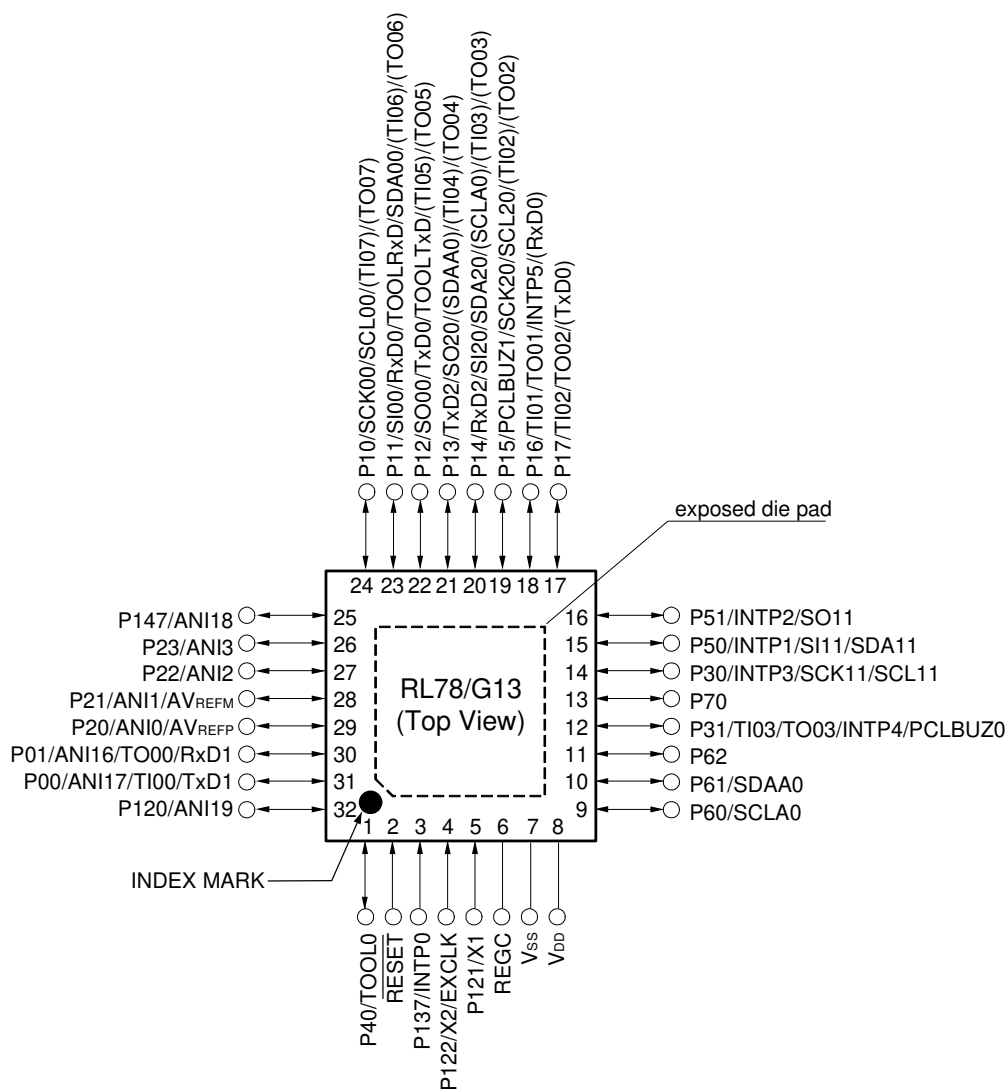 P10/SCK00/SCL00/(TI07)/(TO07)
P11/SI00/RxD0/TOOLRxD/SDA00/(TI06)/(TO06)
P12/SO00/TxD0/TOOLTxD/(TI05)/(TO05)
P13/TxD2/SO20/(SDAA0)/(TI04)/(TO04)
P14/RxD2/SI20/SDA20/(SCLA0)/(TI03)/(TO03)
P15/PCLBUZ1/SCK20/SCL20/(TI02)/(TO02)
P16/TI01/TO01/INTP5/(RxD0)
P17/TI02/TO02/(TxD0)
exposed die pad
24 23 22 21 20 19 18 17
P147/ANI18 25
P23/ANI3 26
P22/ANI2 27
P21/ANI1/AVREFM 28
P20/ANI0/AVREFP 29
P01/ANI16/TO00/RxD1 30
P00/ANI17/TI00/TxD1 31
P120/ANI19 32
RL78/G13
(Top View)
16 P51/INTP2/SO11
15 P50/INTP1/SI11/SDA11
14 P30/INTP3/SCK11/SCL11
13 P70
12 P31/TI03/TO03/INTP4/PCLBUZ0
11 P62
10 P61/SDAA0
9 P60/SCLA0
1 2 3 4 5 6 7 8
INDEX MARK
P40/TOOL0
RESET
P137/INTP0
P122/X2/EXCLK
P121/X1
REGC
VSS
VDD